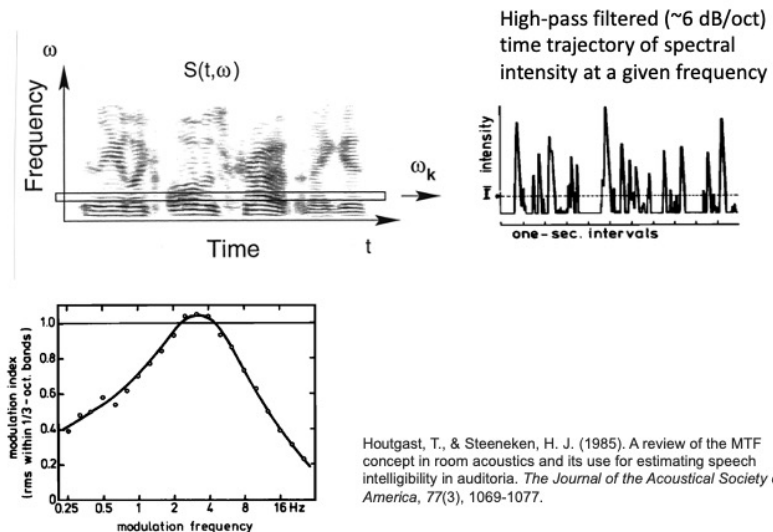 High-pass filtered (~6 dB/oct)
time trajectory of spectral
intensity at a given frequency
ω
S(t,ω)
Frequency
ωk
Time
t
intensity
I
one-sec. intervals
modulation index
(rms within 1/3-oct. bands)
1.0
0.8
0.6
0.4
0.2
0
0.25 0.5 1 2 4 8 16 Hz
modulation frequency
Houtgast, T., & Steeneken, H. J. (1985). A review of the MTF
concept in room acoustics and its use for estimating speech
intelligibility in auditoria. The Journal of the Acoustical Society
America, 77(3), 1069-1077.